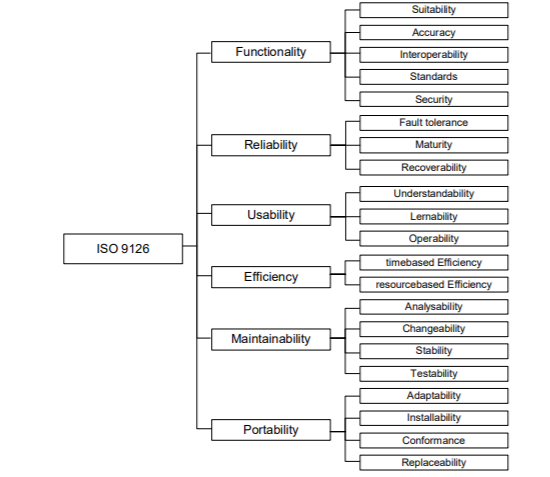 ISO 9126
Functionality
Suitability
Accuracy
Interoperability
Standards
Security
Reliability
Fault tolerance
Maturity
Recoverability
Usability
Understandability
Lernability
Operability
Efficiency
timebased Efficiency
resourcebased Efficiency
Maintainability
Analysability
Changeability
Stability
Testability
Portability
Adaptability
Installability
Conformance
Replaceability